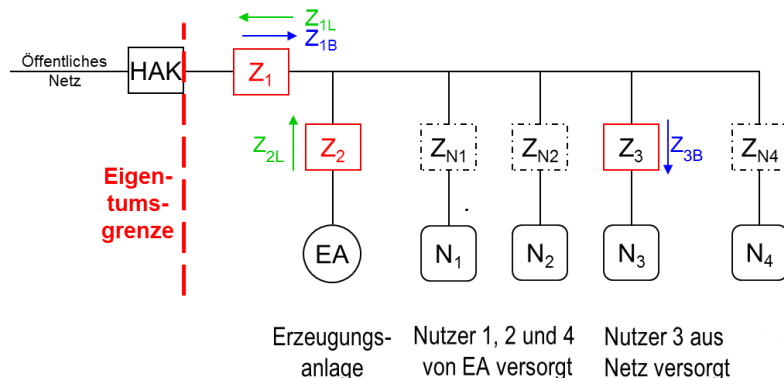 Z1L
Z1B
Öffentliches
Netz
HAK
Z1
Z2L
Z2
ZN1
ZN2
Z3
Z3B
ZN4
Eigen-
tums-
grenze
EA
N1
N2
N3
N4
Erzeugungs-
anlage
Nutzer 1, 2 und 4
von EA versorgt
Nutzer 3 aus
Netz versorgt